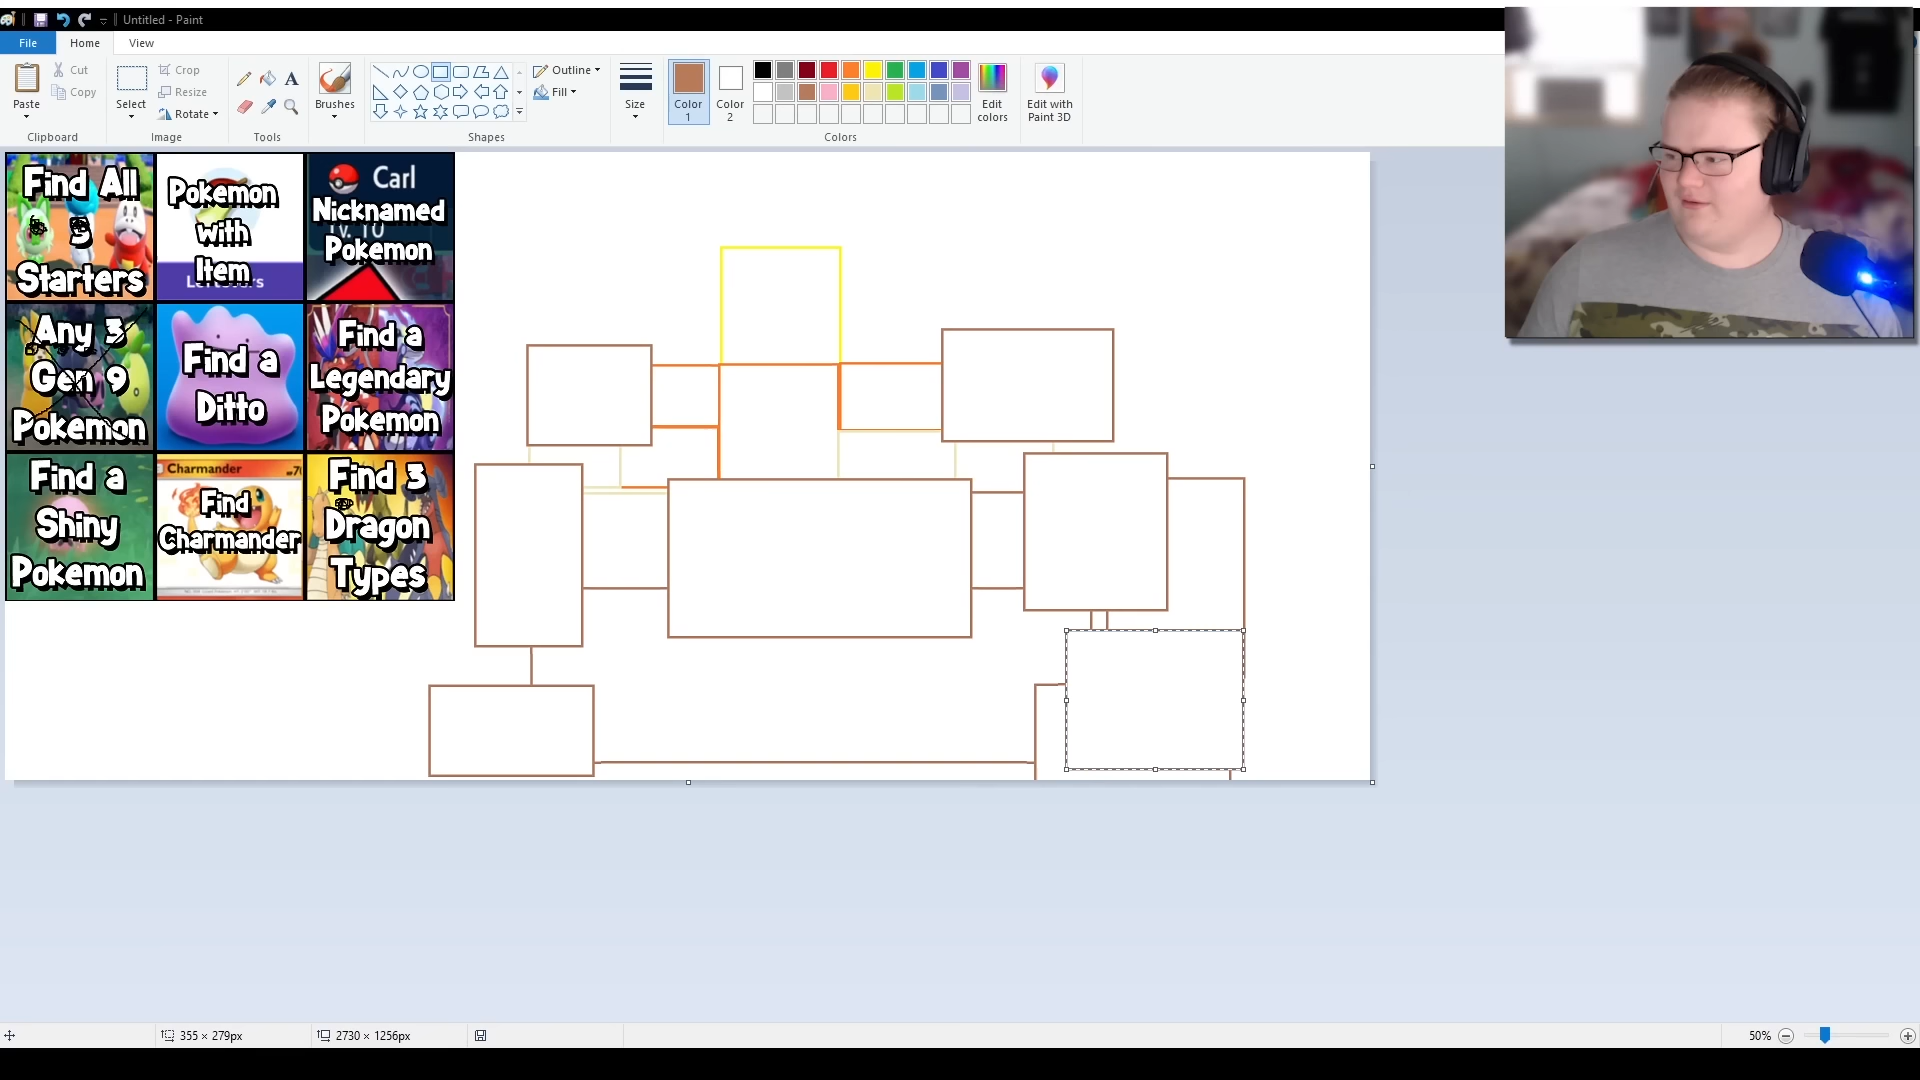 Untitled - Paint
File Home View
Paste
Cut
Copy
Clipboard
Select
Crop
Resize
Rotate
Image
Tools
Brushes
Shapes
Outline
Fill
Size
Color 1
Color 2
Colors
Edit colors
Edit with Paint 3D
Find All
5
Starters
Pokemon
with
Item
Carl
Nicknamed
Lv. 10
Pokemon
Any 3
Gen 9
Pokemon
Find a
Ditto
Find a
Legendary
Pokemon
Find a
Shiny
Pokemon
Charmander
Find
Charmander
Find 3
Dragon
Types
355 × 279px
2730 × 1256px
50%